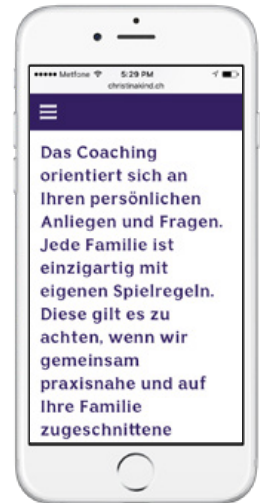 Metfone 5:29 PM
christinakind.ch
Das Coaching
orientiert sich an
Ihren persönlichen
Anliegen und Fragen.
Jede Familie ist
einzigartig mit
eigenen Spielregeln.
Diese gilt es zu
achten, wenn wir
gemeinsam
praxisnahe und auf
Ihre Familie
zugeschnittene